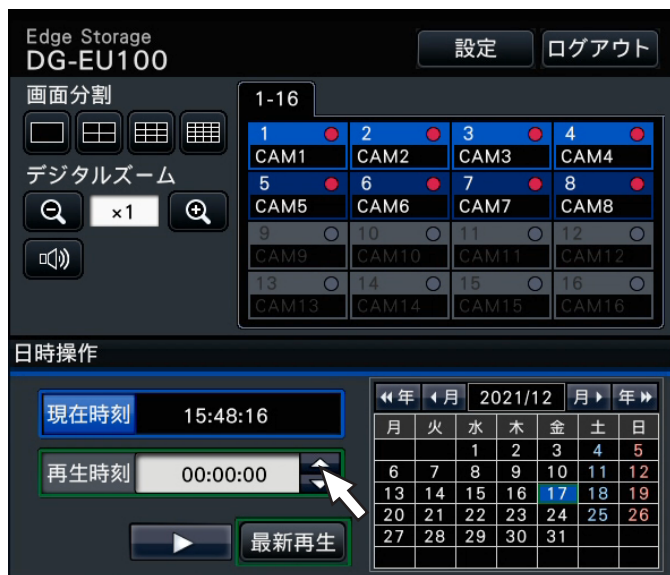 Edge Storage
DG-EU100
設定 ログアウト
画面分割
1-16
1 2 3 4
CAM1 CAM2 CAM3 CAM4
デジタルズーム
5 6 7 8
×1
CAM5 CAM6 CAM7 CAM8
9 10 11 12
CAM9 CAM10 CAM11 CAM12
13 14 15 16
CAM13 CAM14 CAM15 CAM16
日時操作
年 月 2021/12 月 年
現在時刻 15:48:16
月 火 水 木 金 土 日
1 2 3 4 5
再生時刻 00:00:00
6 7 8 9 10 11 12
13 14 15 16 17 18 19
20 21 22 23 24 25 26
最新再生
27 28 29 30 31